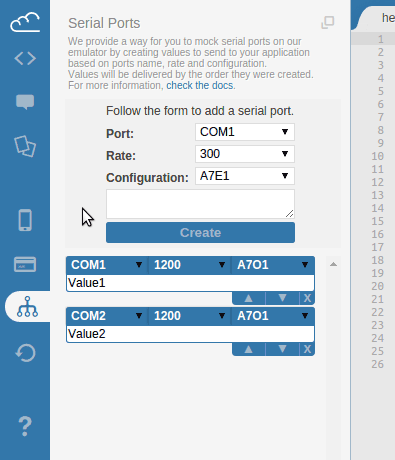 Serial Ports
We provide a way for you to mock serial ports on our
emulator by creating values to send to your application
based on ports name, rate and configuration.
Values will be delivered by the order they were created.
For more information, check the docs.
Follow the form to add a serial port.
Port: COM1
Rate: 300
Configuration: A7E1
Create
COM1 1200 A7O1
Value1
X
COM2 1200 A7O1
Value2
X
?
he
1
2
3
4
5
6
7
8
9
10
11
12
13
14
15
16
17
18
19
20
21
22
23
24
25
26